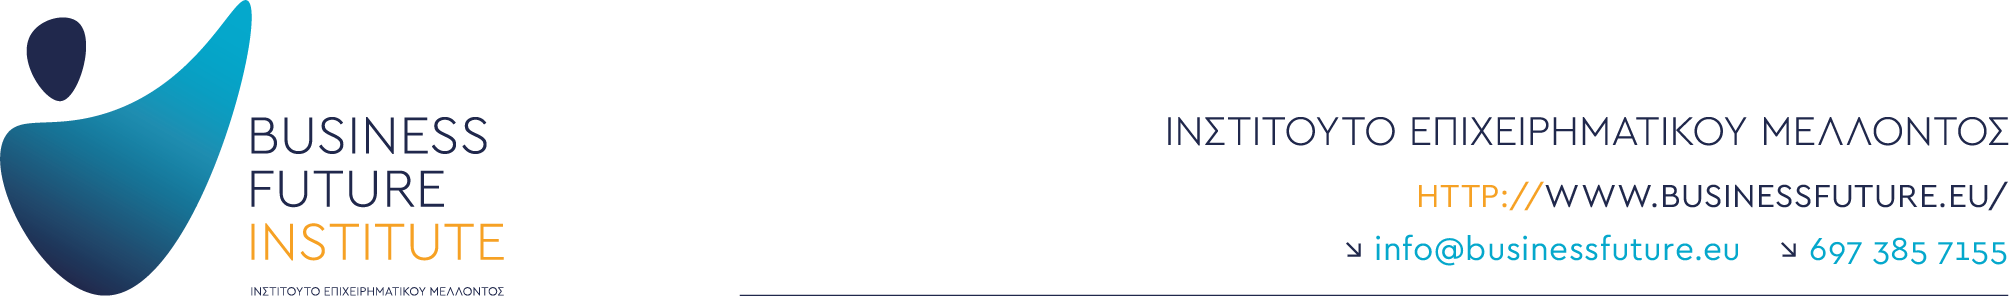 BUSINESS
FUTURE
INSTITUTE
ΙΝΣΤΙΤΟΥΤΟ ΕΠΙΧΕΙΡΗΜΑΤΙΚΟΥ ΜΕΛΛΟΝΤΟΣ
ΙΝΣΤΙΤΟΥΤΟ ΕΠΙΧΕΙΡΗΜΑΤΙΚΟΥ ΜΕΛΛΟΝΤΟΣ
HTTP://WWW.BUSINESSFUTURE.EU/
↘ info@businessfuture.eu ↘ 697 385 7155